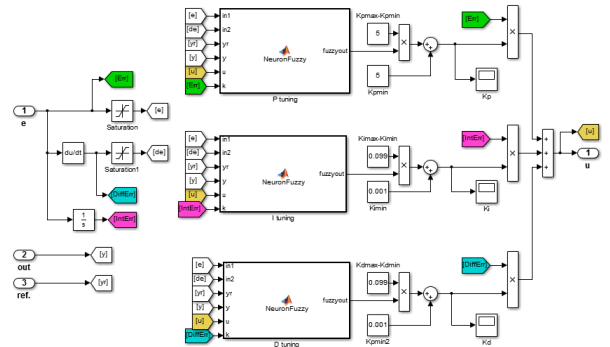 [e]
[de]
[yr]
[y]
[u]
[Err]
in1
in2
yr
y
u
k
NeuronFuzzy
fuzzyout
P tuning
Kpmax-Kpmin
5
5
Kpmin
[Err]
Kp
1
e
[Err]
Saturation
[e]
du/dt
Saturation1
[de]
[DiffErr]
1
s
[IntErr]
2
out
[y]
3
ref.
[yr]
[e]
[de]
[yr]
[y]
[u]
[IntErr]
in1
in2
yr
y
u
k
NeuronFuzzy
fuzzyout
I tuning
Kimax-Kimin
0.099
0.001
Kimin
[IntErr]
Ki
[u]
1
u
[e]
[de]
[yr]
[y]
[u]
[DiffErr]
in1
in2
yr
y
u
k
NeuronFuzzy
fuzzyout
D tuning
Kdmax-Kdmin
0.099
0.001
Kpmin2
[DiffErr]
Kd